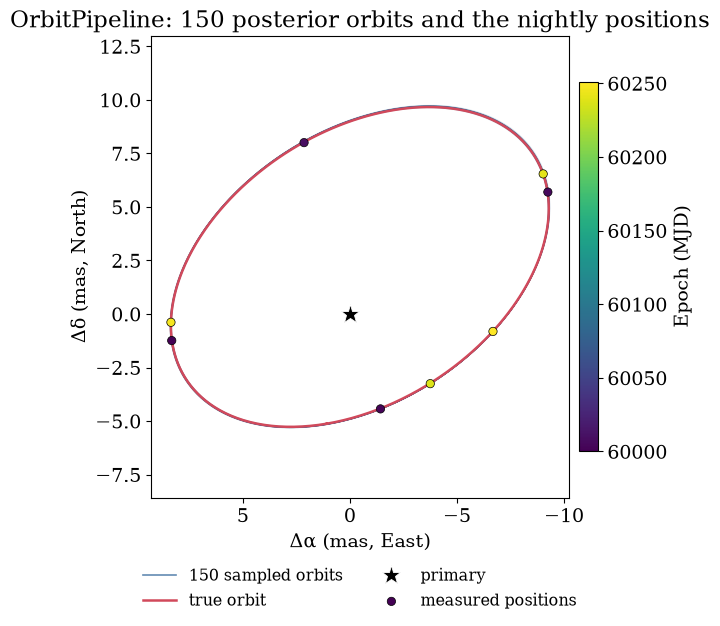 OrbitPipeline: 150 posterior orbits and the nightly positions
12.5
10.0
7.5
5.0
2.5
0.0
−2.5
−5.0
−7.5
Δδ (mas, North)
5
0
−5
−10
Δα (mas, East)
60250
60200
60150
60100
60050
60000
Epoch (MJD)
150 sampled orbits
true orbit
primary
measured positions